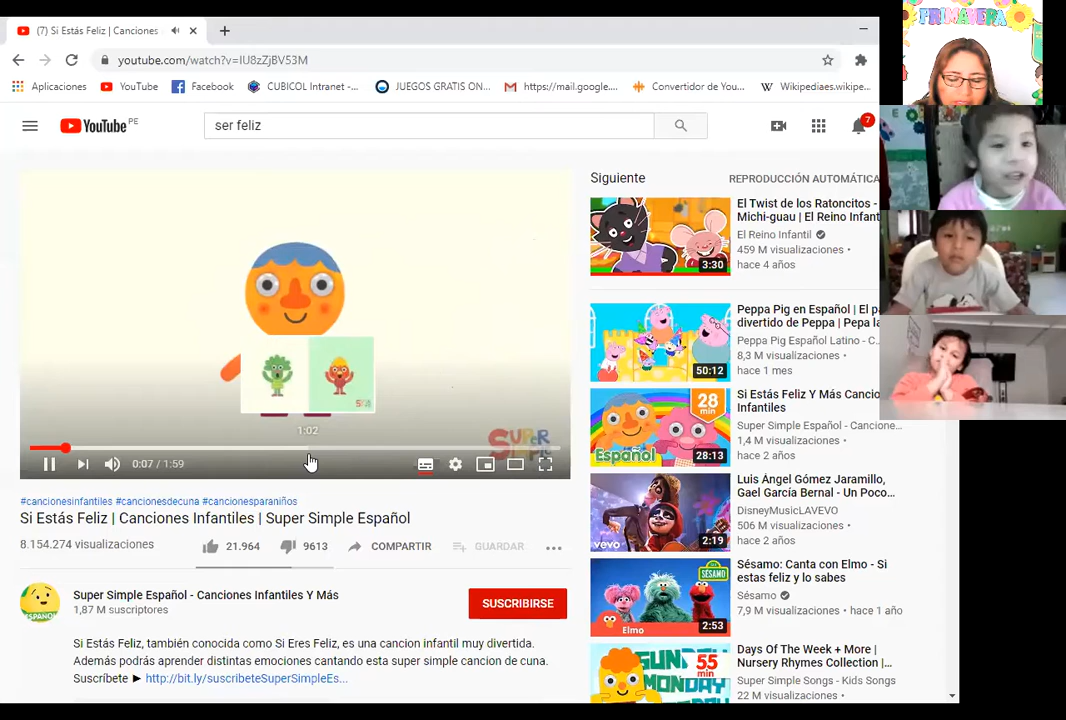 (7) Si Estás Feliz | Canciones
youtube.com/watch?v=IU8zZjBV53M
Aplicaciones YouTube Facebook CUBICOL Intranet -... JUEGOS GRATIS ON... https://mail.google... Convertidor de You... Wikipediaes.wikipe...
YouTube PE
ser feliz
7
PRIMAVERA
Siguiente
REPRODUCCIÓN AUTOMÁTICA
El Twist de los Ratoncitos -
Michi-guau | El Reino Infant
El Reino Infantil
459 M visualizaciones •
hace 4 años
3:30
Peppa Pig en Español | El pa
divertido de Peppa | Pepa la
Peppa Pig Español Latino - C...
8,3 M visualizaciones •
hace 1 mes
50:12
Si Estás Feliz Y Más Cancio
Infantiles
Super Simple Español - Cancione...
1,4 M visualizaciones •
hace 2 años
28 min
Español
28:13
Luis Ángel Gómez Jaramillo,
Gael García Bernal - Un Poco...
DisneyMusicLAVEVO
506 M visualizaciones •
hace 2 años
vevo
2:19
Sésamo: Canta con Elmo - Si
estas feliz y lo sabes
Sésamo
7,9 M visualizaciones • hace 1 año
SÉSAMO
Elmo
2:53
Days Of The Week + More |
Nursery Rhymes Collection |...
Super Simple Songs - Kids Songs
22 M visualizaciones •
55 min
SUNDAY
MONDAY
1:02
SUPER
SIMPLE
0:07 / 1:59
#cancionesinfantiles #cancionesdecuna #cancionesparaniños
Si Estás Feliz | Canciones Infantiles | Super Simple Español
8.154.274 visualizaciones
21.964 9613 COMPARTIR GUARDAR
Super Simple Español - Canciones Infantiles Y Más
1,87 M suscriptores
ESPAÑOL
SUSCRIBIRSE
Si Estás Feliz, también conocida como Si Eres Feliz, es una cancion infantil muy divertida.
Además podrás aprender distintas emociones cantando esta super simple cancion de cuna.
Suscríbete ► http://bit.ly/suscribeteSuperSimpleEs...